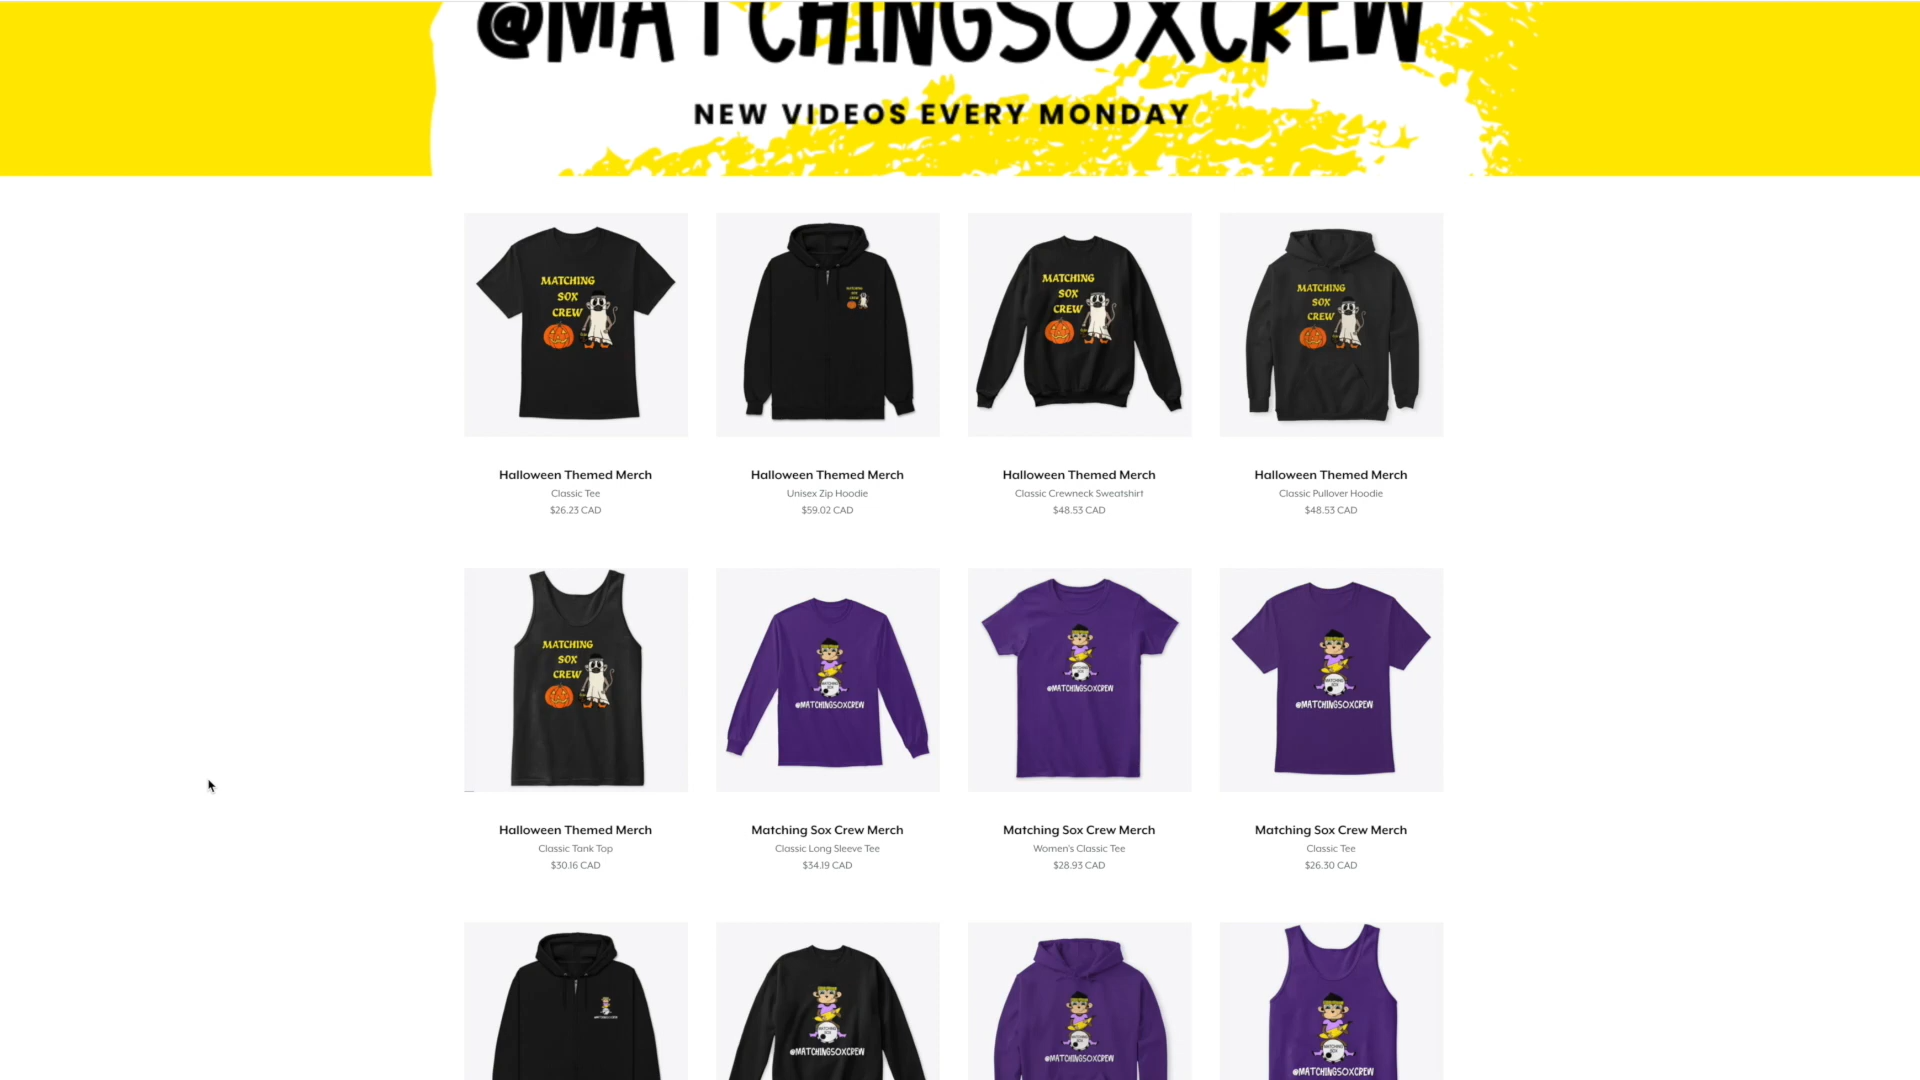 @MATCHINGSOXCREW
NEW VIDEOS EVERY MONDAY
MATCHING
SOX
CREW
MATCHING
SOX
CREW
MATCHING
SOX
CREW
MATCHING
SOX
CREW
Halloween Themed Merch
Classic Tee
$26.23 CAD
Halloween Themed Merch
Unisex Zip Hoodie
$59.02 CAD
Halloween Themed Merch
Classic Crewneck Sweatshirt
$48.53 CAD
Halloween Themed Merch
Classic Pullover Hoodie
$48.53 CAD
MATCHING
SOX
CREW
@MATCHINGSOXCREW
@MATCHINGSOXCREW
@MATCHINGSOXCREW
Halloween Themed Merch
Classic Tank Top
$30.16 CAD
Matching Sox Crew Merch
Classic Long Sleeve Tee
$34.19 CAD
Matching Sox Crew Merch
Women's Classic Tee
$28.93 CAD
Matching Sox Crew Merch
Classic Tee
$26.30 CAD
@MATCHINGSOXCREW
@MATCHINGSOXCREW
@MATCHINGSOXCREW
@MATCHINGSOXCREW